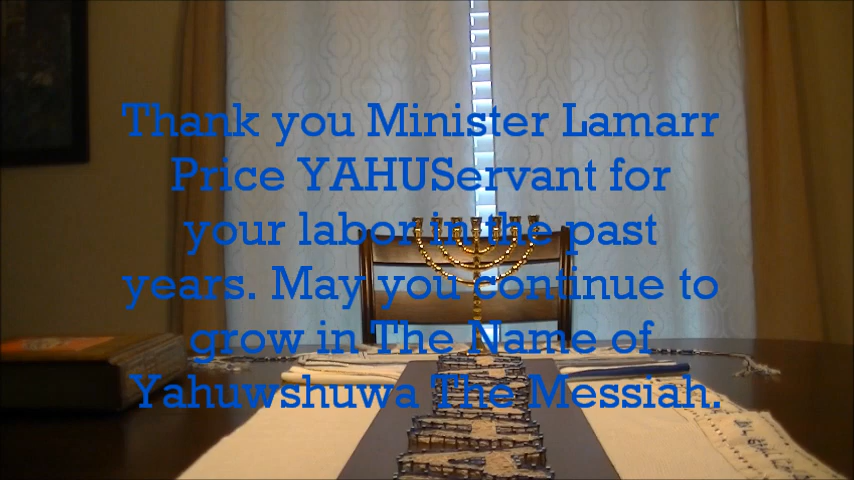 Thank you Minister Lamarr
Price YAHUServant for
your labor in the past
years. May you continue to
grow in The Name of
Yahuwshuwa The Messiah.